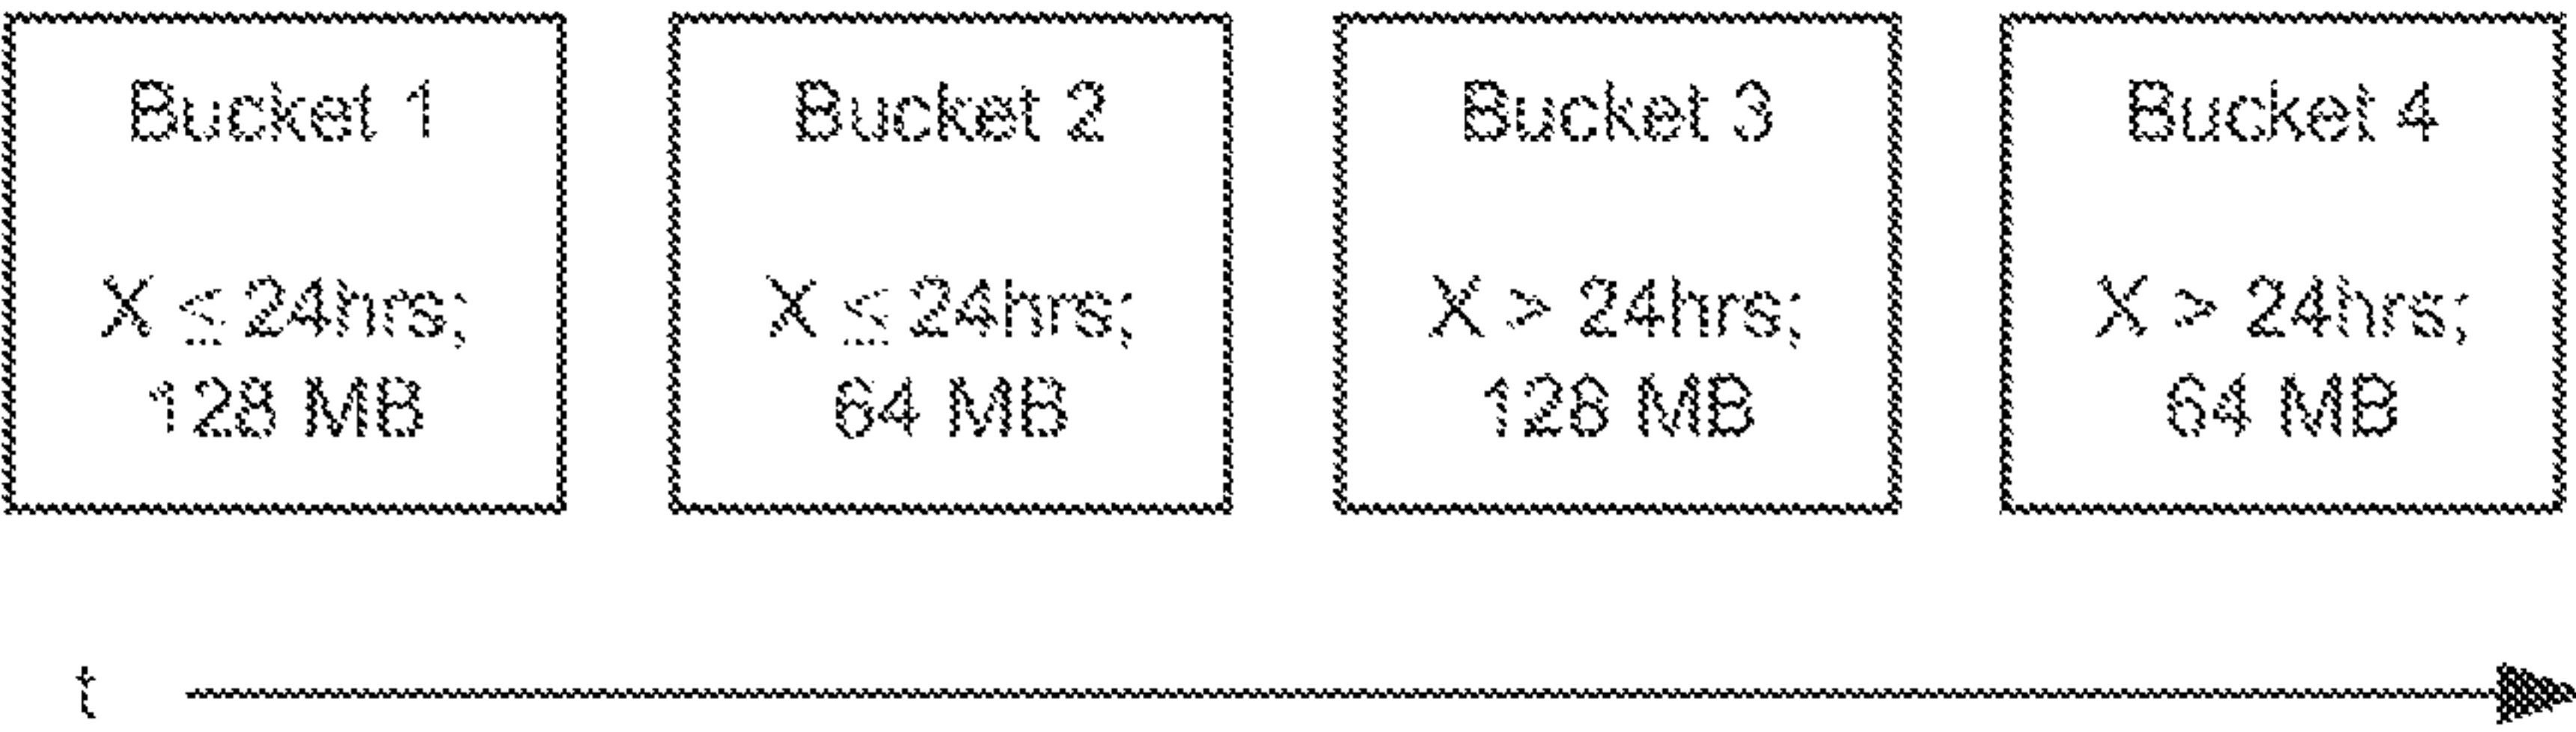 Bucket 1
X ≤ 24hrs;
128 MB
Bucket 2
X ≤ 24hrs;
64 MB
Bucket 3
X > 24hrs;
128 MB
Bucket 4
X > 24hrs;
64 MB
t